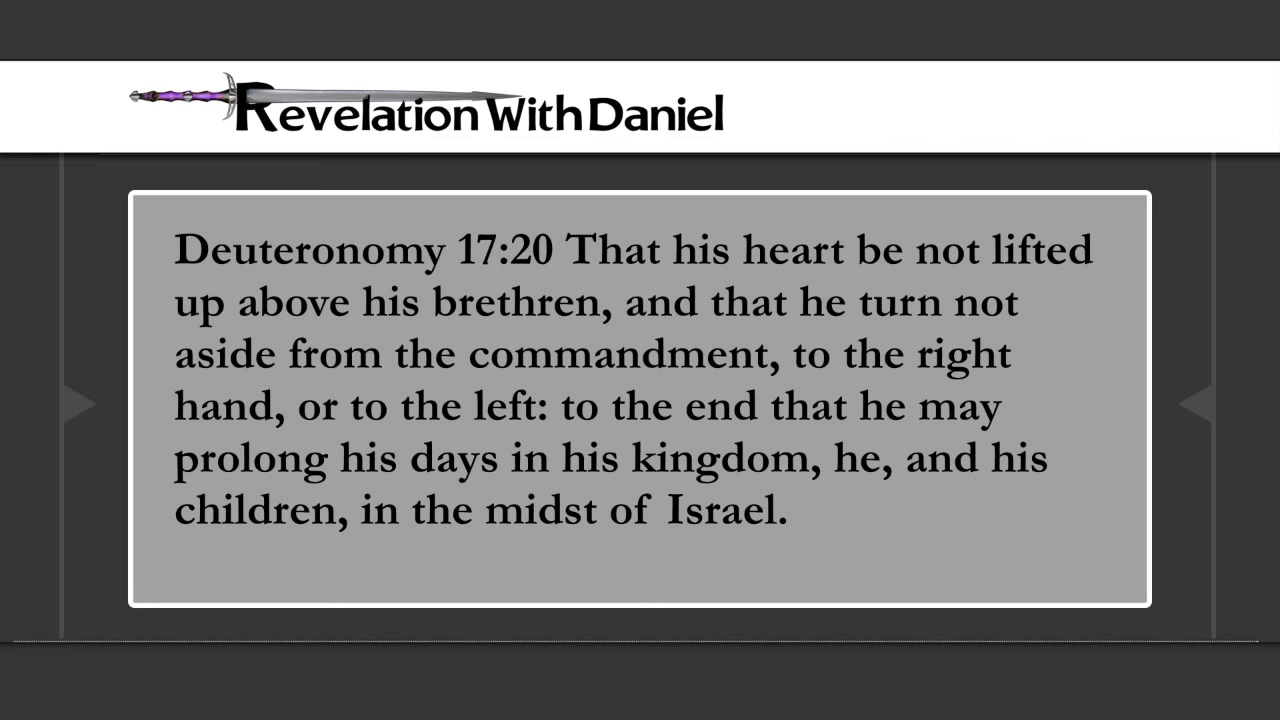 Revelation With Daniel
Deuteronomy 17:20 That his heart be not lifted
up above his brethren, and that he turn not
aside from the commandment, to the right
hand, or to the left: to the end that he may
prolong his days in his kingdom, he, and his
children, in the midst of Israel.